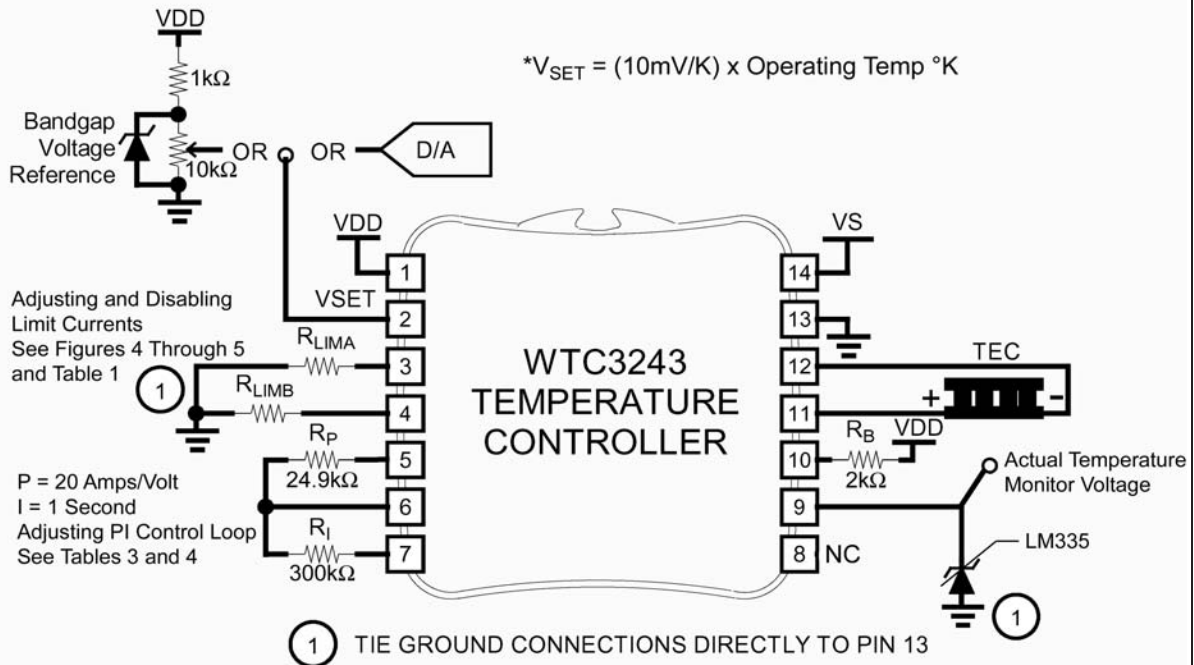 VDD
1kΩ
*VSET = (10mV/K) x Operating Temp °K
Bandgap
Voltage
Reference
10kΩ
OR
OR
D/A
VDD
VS
1
14
VSET
2
13
Adjusting and Disabling
Limit Currents
See Figures 4 Through 5
and Table 1
1
RLIMA
3
RLIMB
4
WTC3243
TEMPERATURE
CONTROLLER
12
TEC
11
+
-
RP
24.9kΩ
5
10
RB
2kΩ
VDD
P = 20 Amps/Volt
I = 1 Second
Adjusting PI Control Loop
See Tables 3 and 4
6
9
Actual Temperature
Monitor Voltage
RI
300kΩ
7
8
NC
LM335
1
1 TIE GROUND CONNECTIONS DIRECTLY TO PIN 13